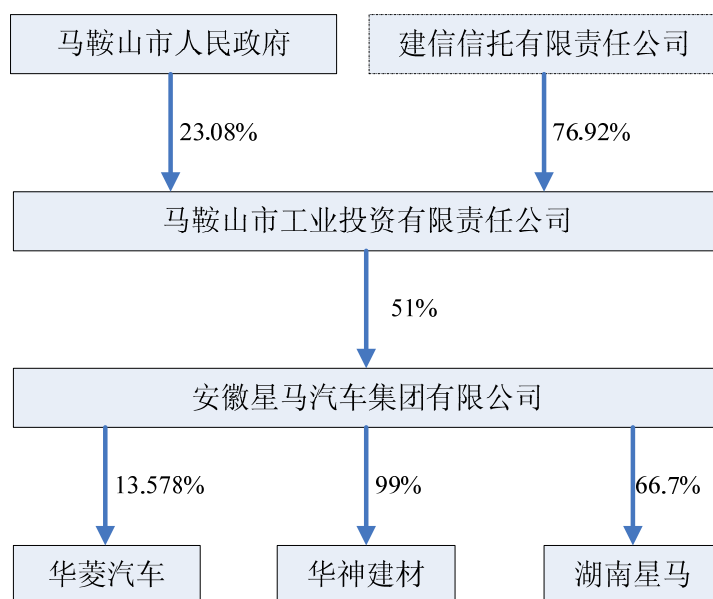 马鞍山市人民政府
建信信托有限责任公司
23.08%
76.92%
马鞍山市工业投资有限责任公司
51%
安徽星马汽车集团有限公司
13.578%
99%
66.7%
华菱汽车
华神建材
湖南星马